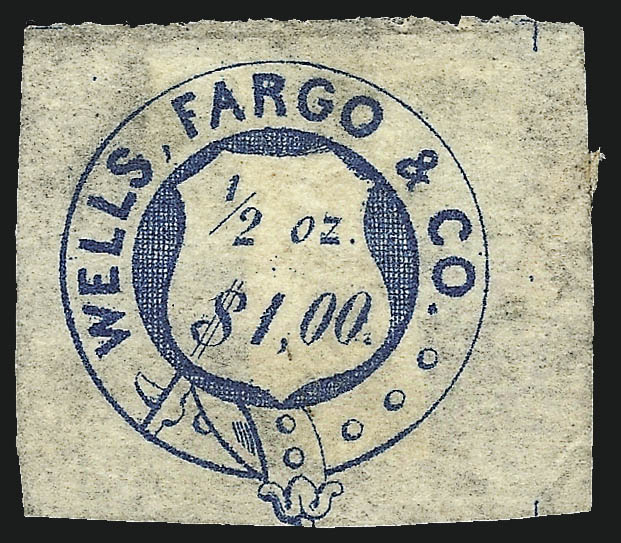 WELLS, FARGO & CO.
1/2 oz.
$1,00.